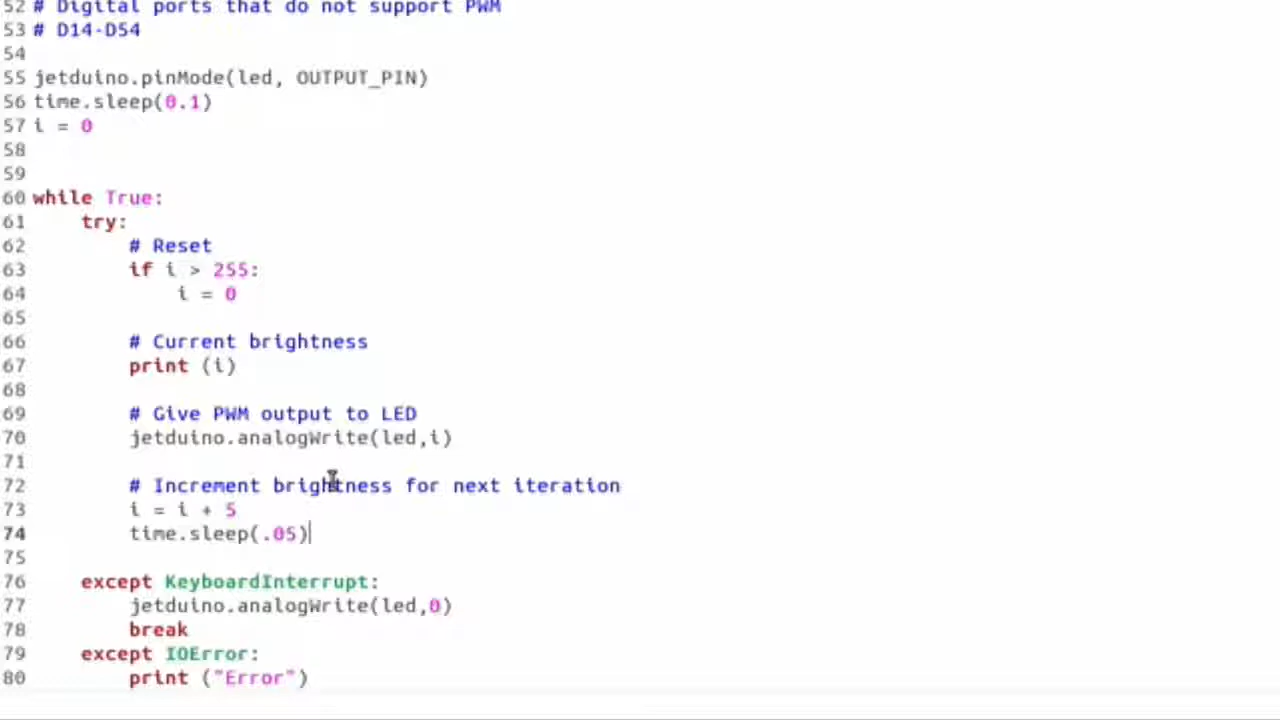 52 # Digital ports that do not support PWM
53 # D14-D54
54
55 jetduino.pinMode(led, OUTPUT_PIN)
56 time.sleep(0.1)
57 i = 0
58
59
60 while True:
61     try:
62         # Reset
63         if i > 255:
64             i = 0
65
66         # Current brightness
67         print (i)
68
69         # Give PWM output to LED
70         jetduino.analogWrite(led,i)
71
72         # Increment brightness for next iteration
73         i = i + 5
74         time.sleep(.05)
75
76     except KeyboardInterrupt:
77         jetduino.analogWrite(led,0)
78         break
79     except IOError:
80         print ("Error")